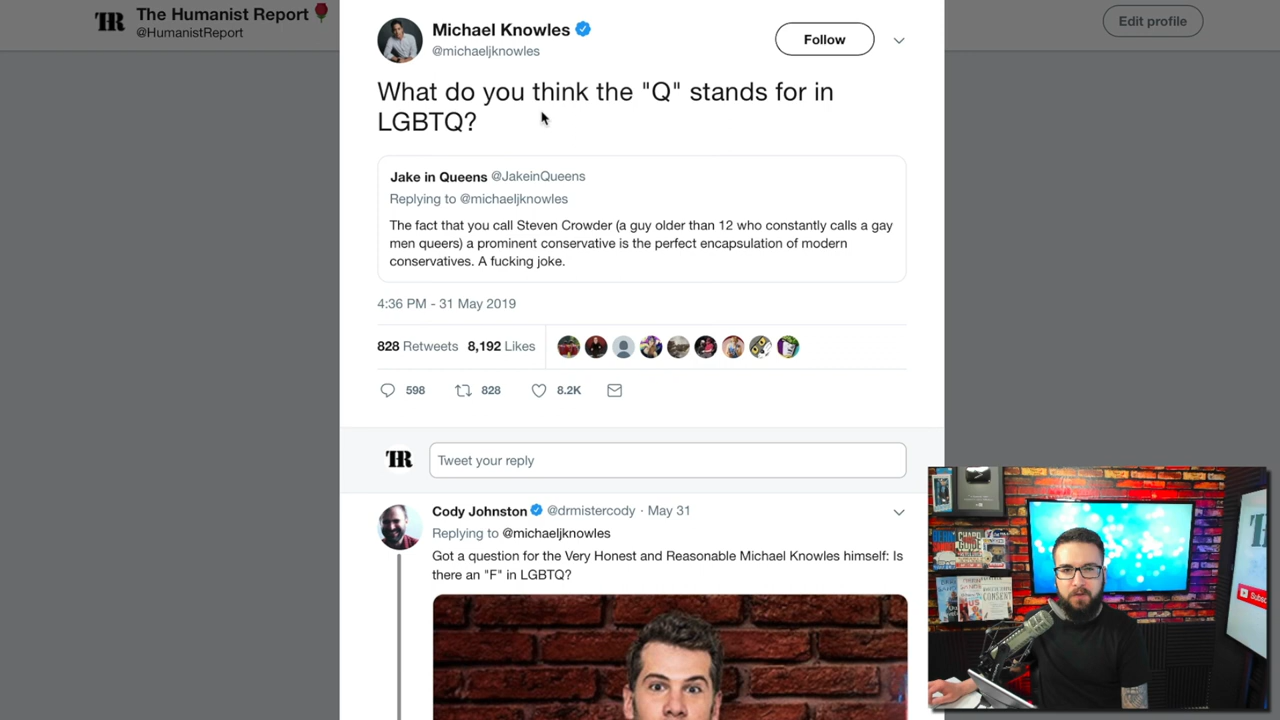 The Humanist Report🌹
@HumanistReport
Edit profile
Michael Knowles
@michaeljknowles
Follow
What do you think the "Q" stands for in
LGBTQ?
Jake in Queens @JakeinQueens
Replying to @michaeljknowles
The fact that you call Steven Crowder (a guy older than 12 who constantly calls a gay
men queers) a prominent conservative is the perfect encapsulation of modern
conservatives. A fucking joke.
4:36 PM - 31 May 2019
828 Retweets 8,192 Likes
598 828 8.2K
Tweet your reply
Cody Johnston @drmistercody · May 31
Replying to @michaeljknowles
Got a question for the Very Honest and Reasonable Michael Knowles himself: Is
there an "F" in LGBTQ?
CONSENT